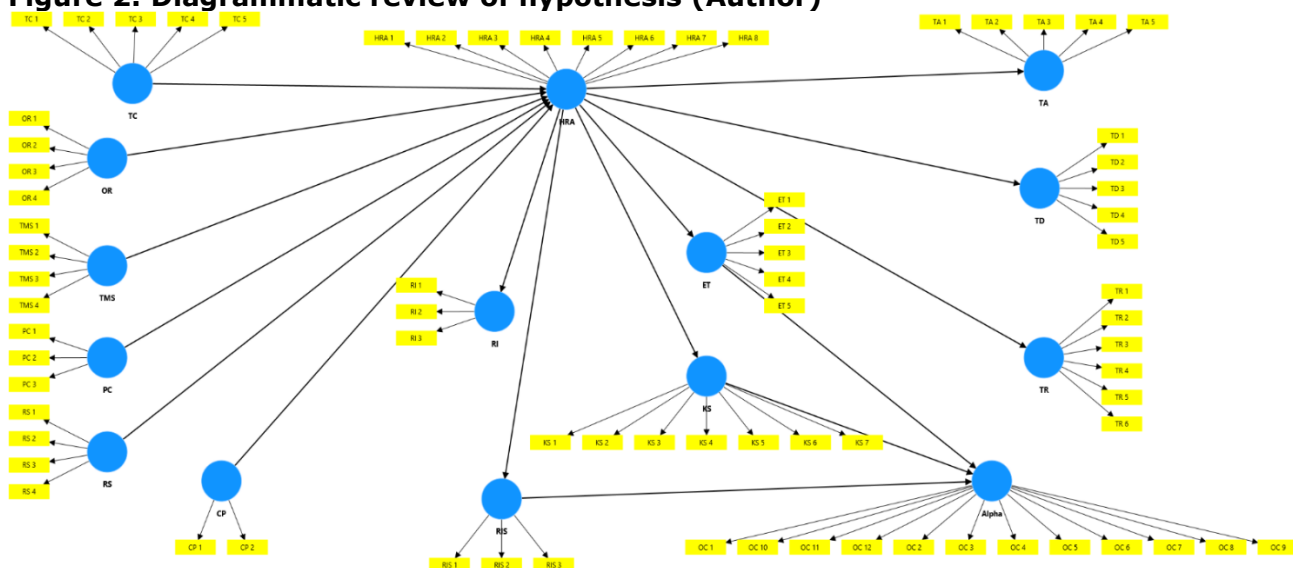 Figure 2: Diagrammatic review of hypothesis (Author)
TC 1 TC 2 TC 3 TC 4 TC 5
TC
HRA 1 HRA 2 HRA 3 HRA 4 HRA 5 HRA 6 HRA 7 HRA 8
HRA
TA 1 TA 2 TA 3 TA 4 TA 5
TA
OR 1
OR 2
OR 3
OR 4
OR
TD 1
TD 2
TD 3
TD 4
TD 5
TD
TMS 1
TMS 2
TMS 3
TMS 4
TMS
ET 1
ET 2
ET 3
ET 4
ET 5
ET
RI 1
RI 2
RI 3
RI
PC 1
PC 2
PC 3
PC
TR 1
TR 2
TR 3
TR 4
TR 5
TR 6
TR
KS
KS 1 KS 2 KS 3 KS 4 KS 5 KS 6 KS 7
RS 1
RS 2
RS 3
RS 4
RS
CP
CP 1 CP 2
RIS
RIS 1 RIS 2 RIS 3
Alpha
OC 1 OC 10 OC 11 OC 12 OC 2 OC 3 OC 4 OC 5 OC 6 OC 7 OC 8 OC 9